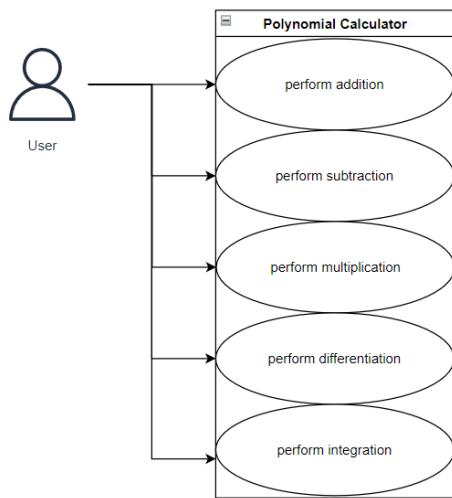 Polynomial Calculator
perform addition
User
perform subtraction
perform multiplication
perform differentiation
perform integration